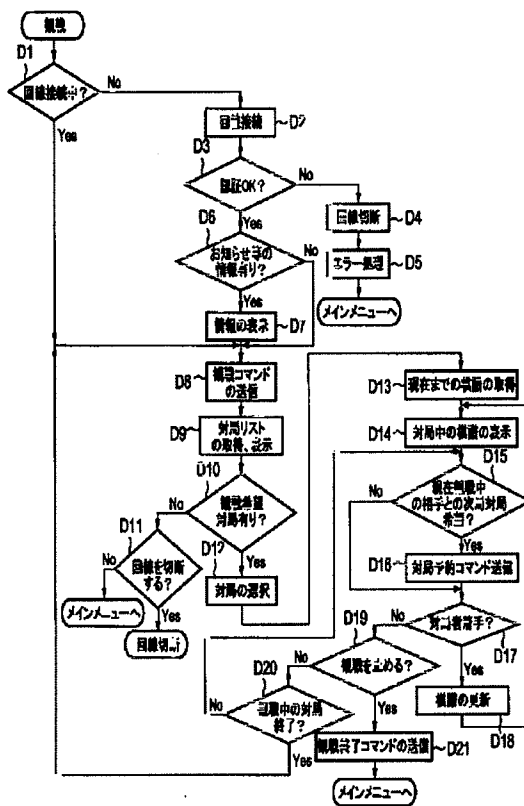 観戦
D1
回線接続中?
No
Yes
回線接続
D2
D3
認証OK?
No
Yes
回線切断
D4
エラー処理
D5
メインメニューへ
D6
お知らせ等の
情報有り?
No
Yes
情報の表示
D7
D8
観戦コマンド
の送信
D9
対局リスト
の取得、表示
D10
観戦希望
対局有り?
No
Yes
D11
回線を切断
する?
No
Yes
メインメニューへ
回線切断
D12
対局の選択
D13
現在までの棋譜の取得
D14
対局中の棋譜の表示
D15
現在観戦中
の相手との次回対局
希望?
No
Yes
D16
対局予約コマンド送信
対局者着手?
D17
No
Yes
棋譜の更新
D18
D19
観戦を止める?
No
Yes
D20
観戦中の対局
終了?
No
Yes
観戦終了コマンドの送信
D21
メインメニューへ